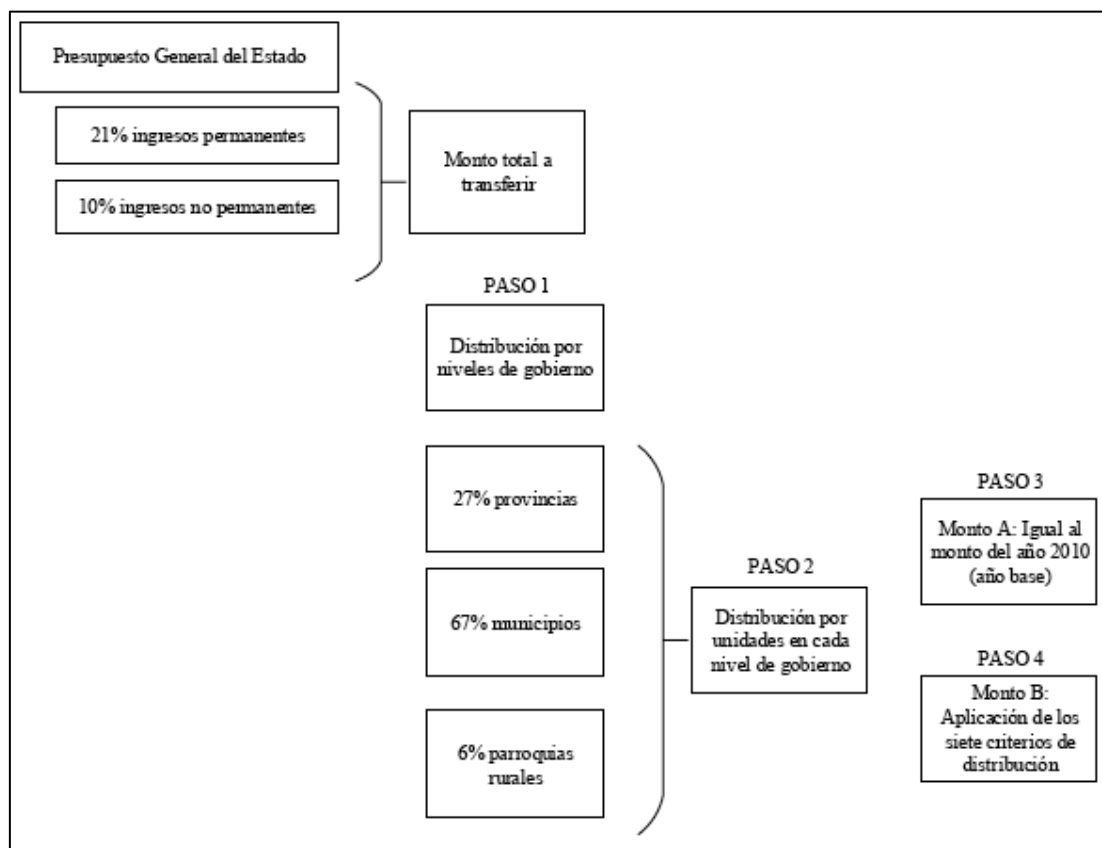 Presupuesto General del Estado
21% ingresos permanentes
10% ingresos no permanentes
Monto total a
transferir
PASO 1
Distribución por
niveles de gobierno
27% provincias
67% municipios
6% parroquias
rurales
PASO 2
Distribución por
unidades en cada
nivel de gobierno
PASO 3
Monto A: Igual al
monto del año 2010
(año base)
PASO 4
Monto B:
Aplicación de los
siete criterios de
distribución